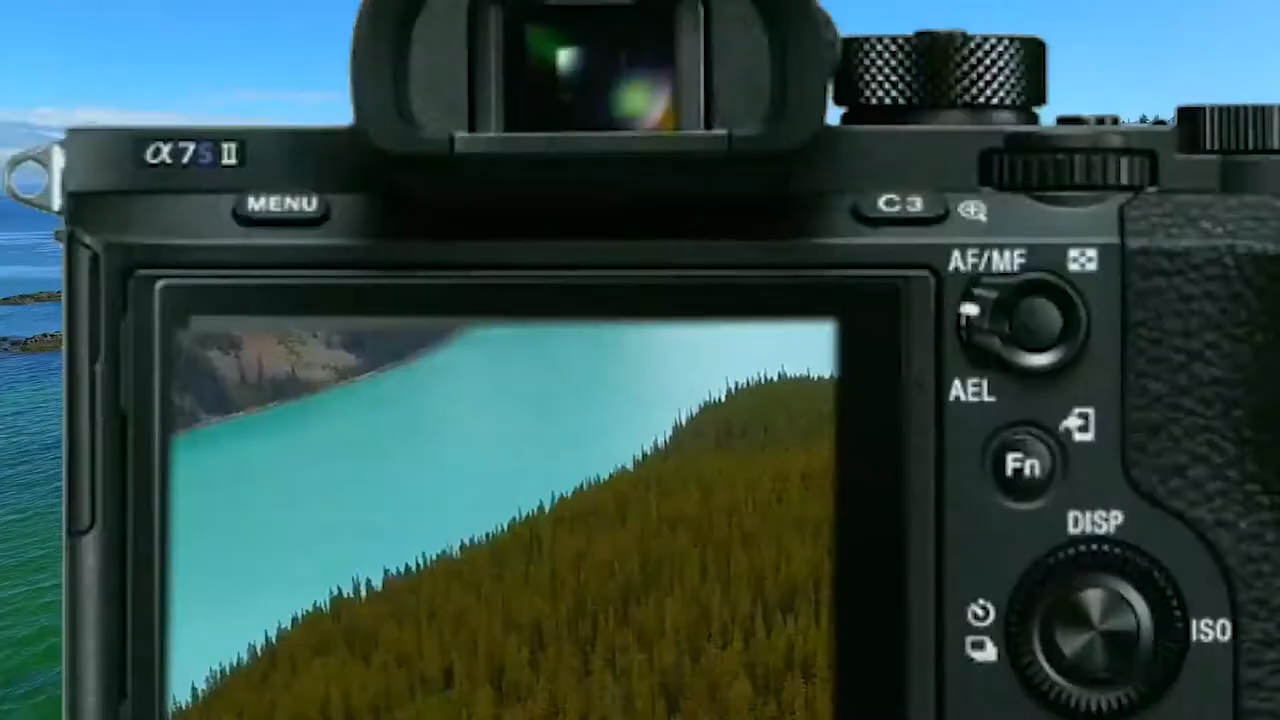 α7SII
MENU
C3
AF/MF
AEL
Fn
DISP
ISO